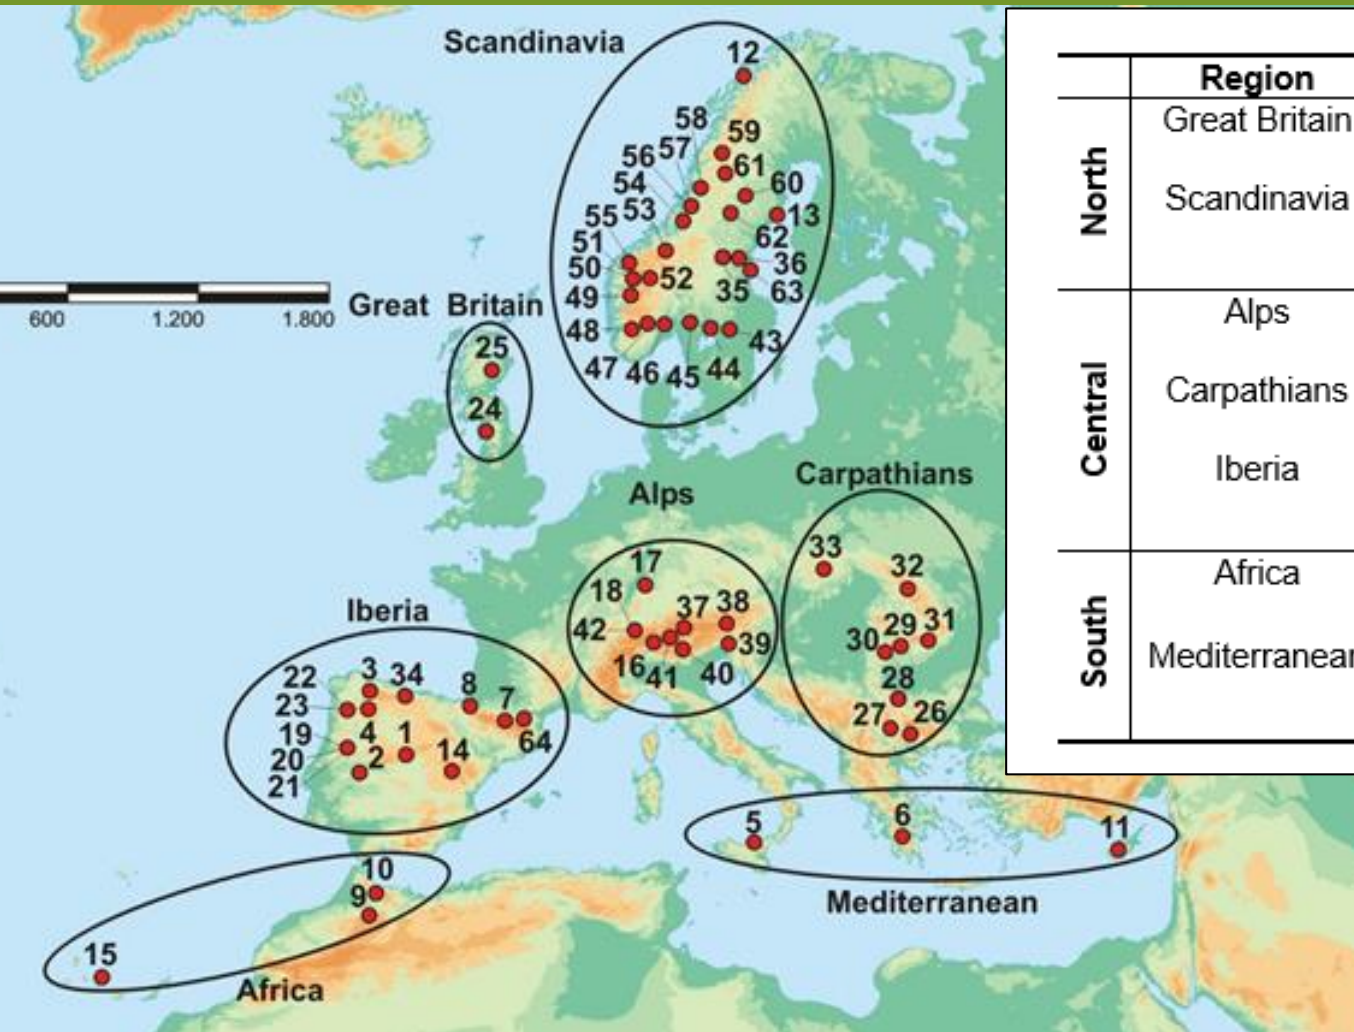 Scandinavia
12
58
59
57
56
61
54
60
55 53
13
51
62
50
52
36
49
35
63
48
43
47 46 45 44
600 1.200 1.800
Great Britain
25
24
Carpathians
Alps
33
17
32
18
37 38
42
39
16 41 40
29 31
30
28
27 26
Iberia
22 3 34
23
8 7
19 4 1
64
20 2 14
21
5 6 11
Mediterranean
10
9
15
Africa
Region
North
Great Britain
Scandinavia
Central
Alps
Carpathians
Iberia
South
Africa
Mediterranean